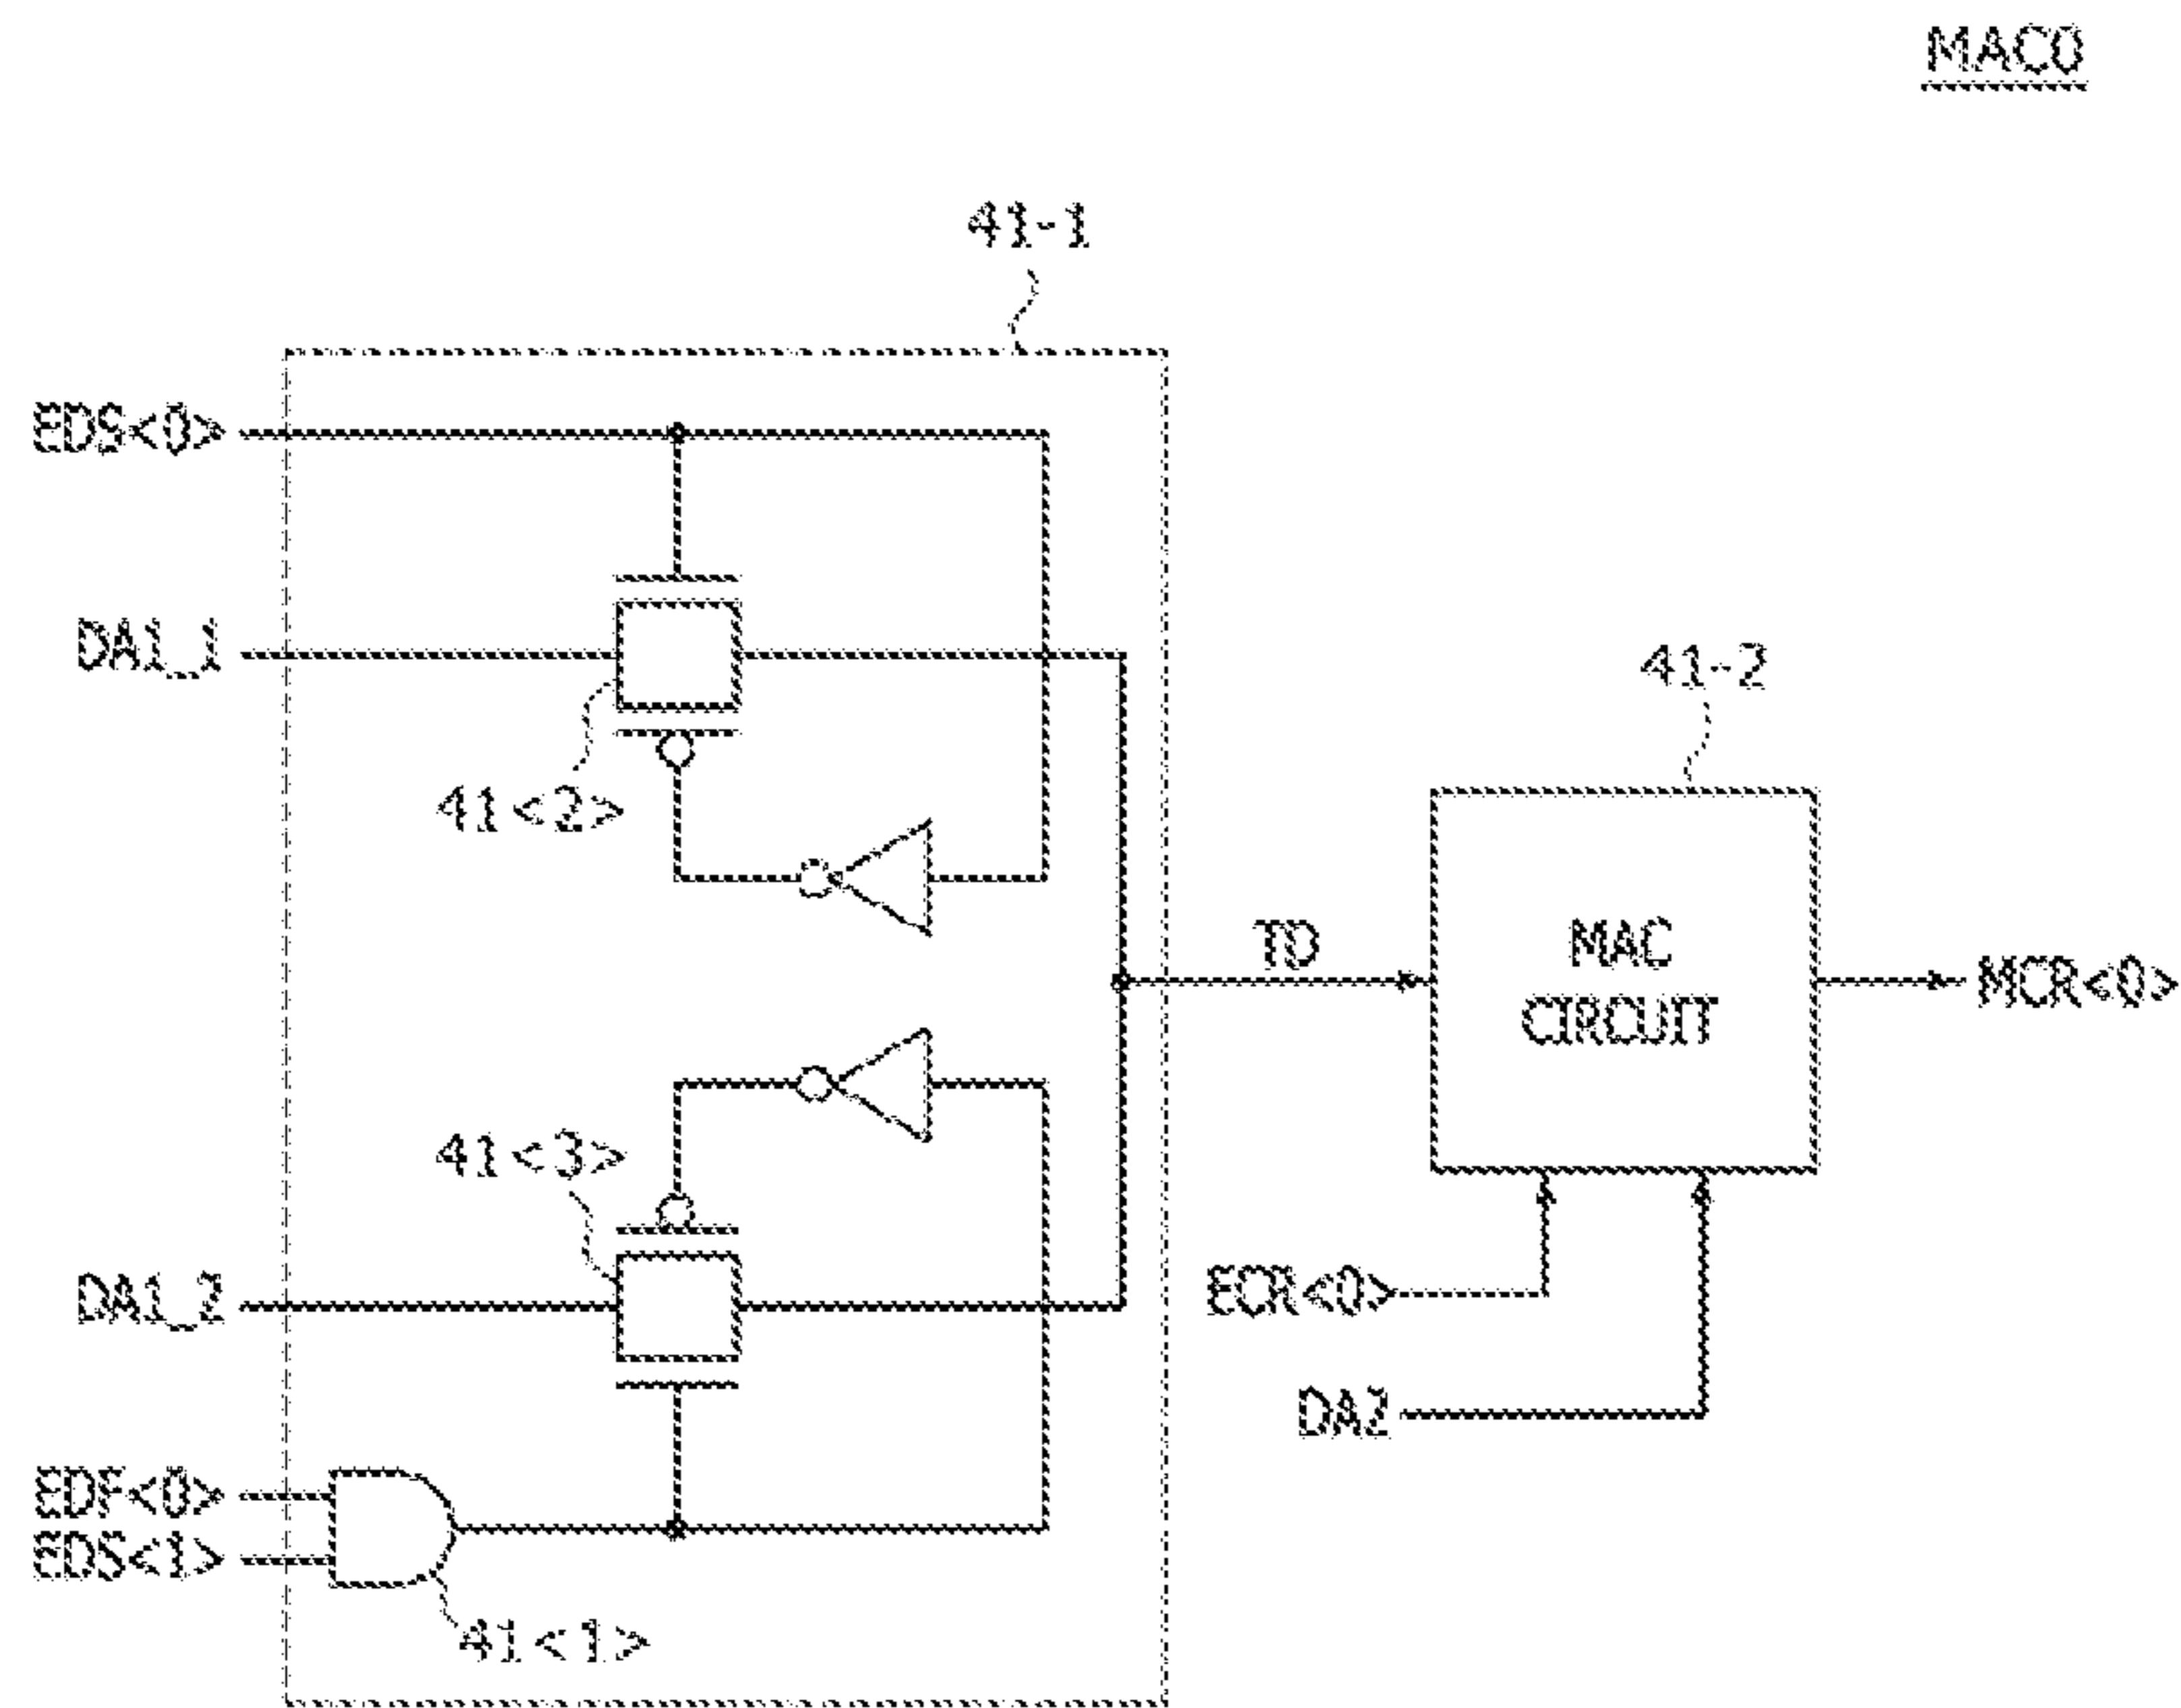 MAC0
41-1
EDS<0>
DA1_1
41-2
41<2>
TD
MAC
CIRCUIT
MCR<0>
41<3>
ECR<0>
DA1_2
DA2
EDF<0>
EDS<1>
41<1>